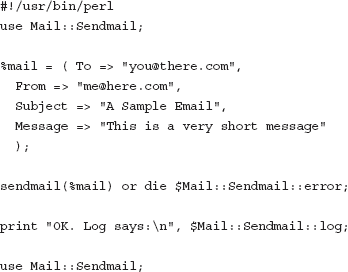 #!/usr/bin/perl
use Mail::Sendmail;
%mail = ( To => "you@there.com",
From => "me@here.com",
Subject => "A Sample Email",
Message => "This is a very short message"
);
sendmail(%mail) or die $Mail::Sendmail::error;
print "OK. Log says:\n", $Mail::Sendmail::log;
use Mail::Sendmail;